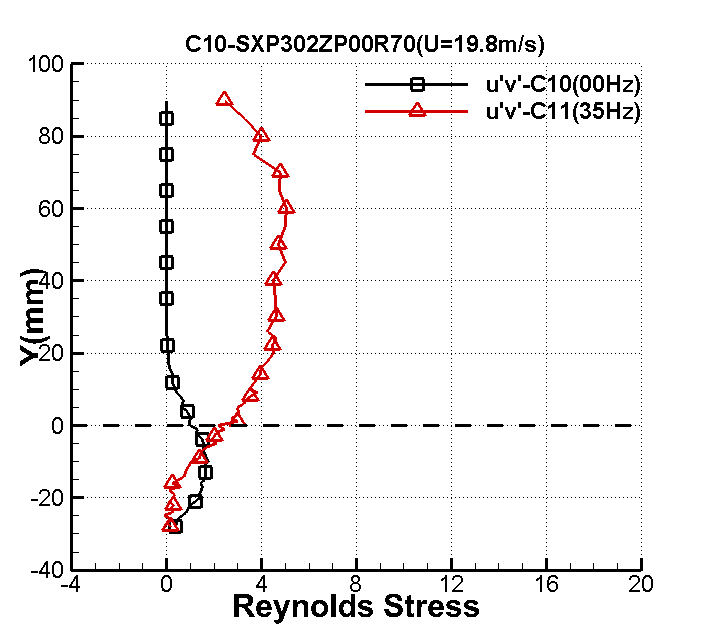 C10-SXP302ZP00R70(U=19.8m/s)
u'v'-C10(00Hz)
u'v'-C11(35Hz)
100
80
60
40
20
0
-20
-40
Y(mm)
-4 0 4 8 12 16 20
Reynolds Stress